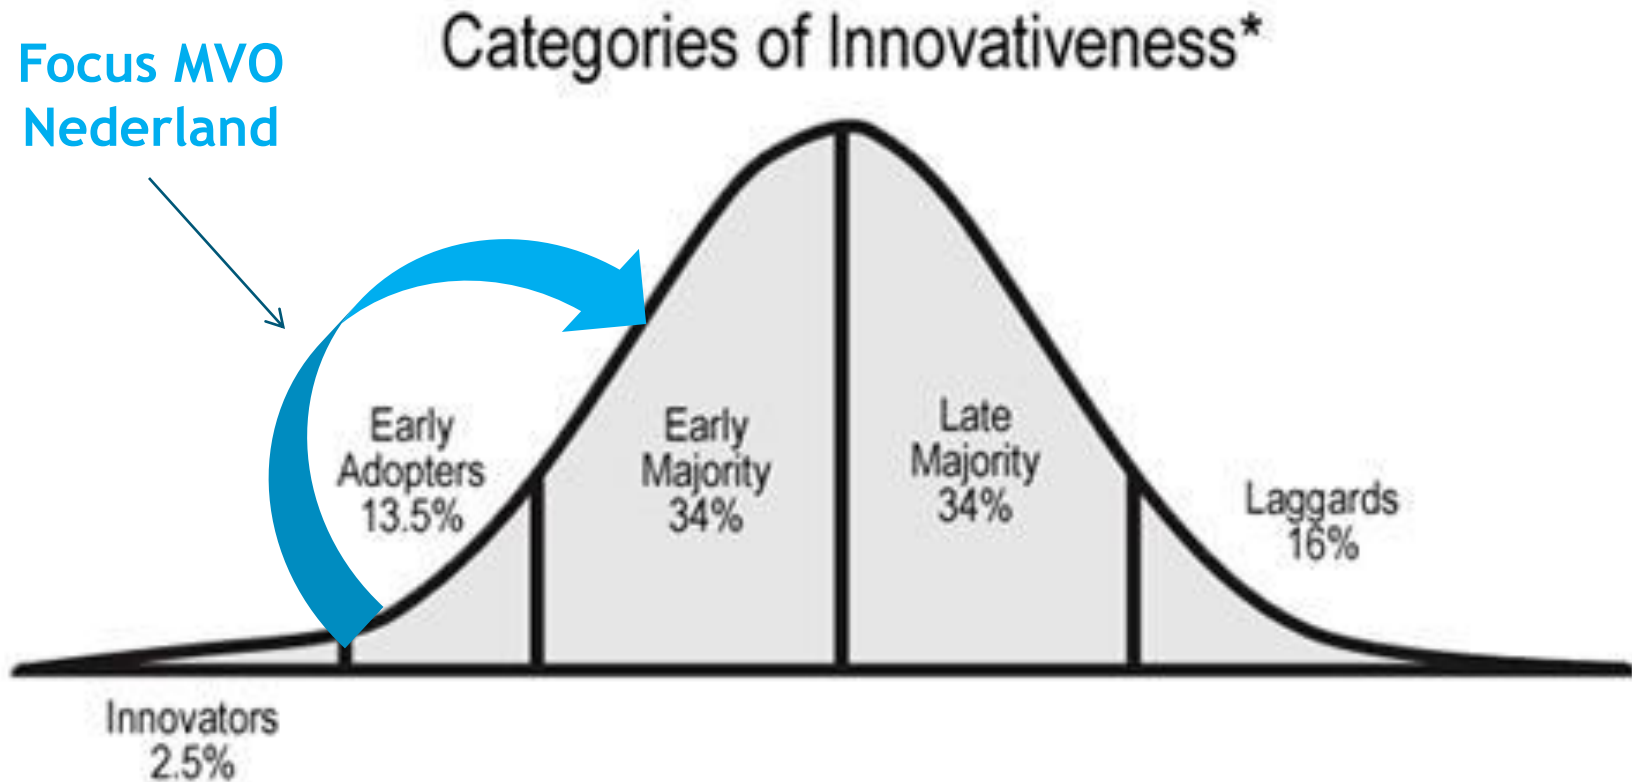 Categories of Innovativeness*
Focus MVO
Nederland
Early
Adopters
13.5%
Early
Majority
34%
Late
Majority
34%
Laggards
16%
Innovators
2.5%